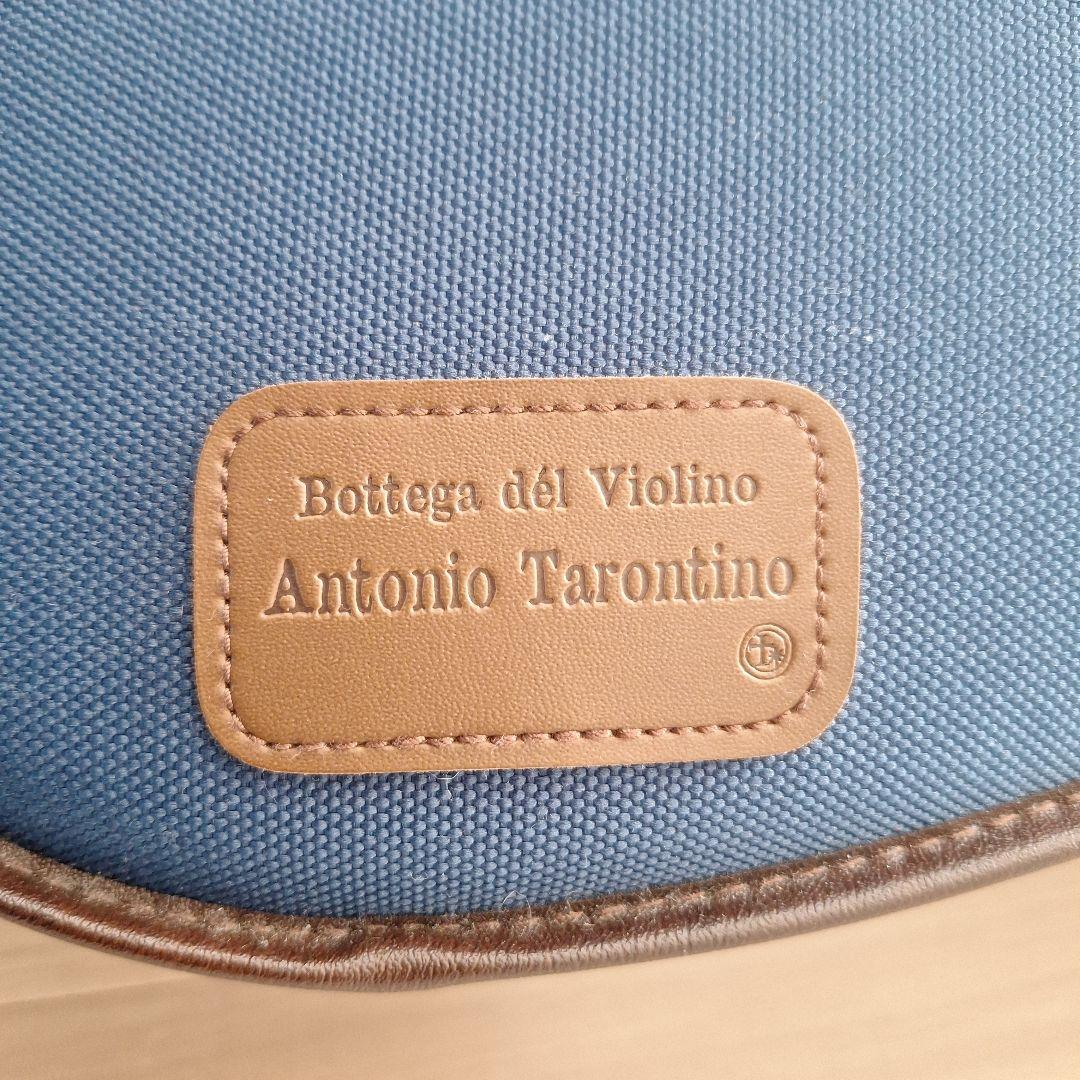 Bottega dél Violino
Antonio Tarontino